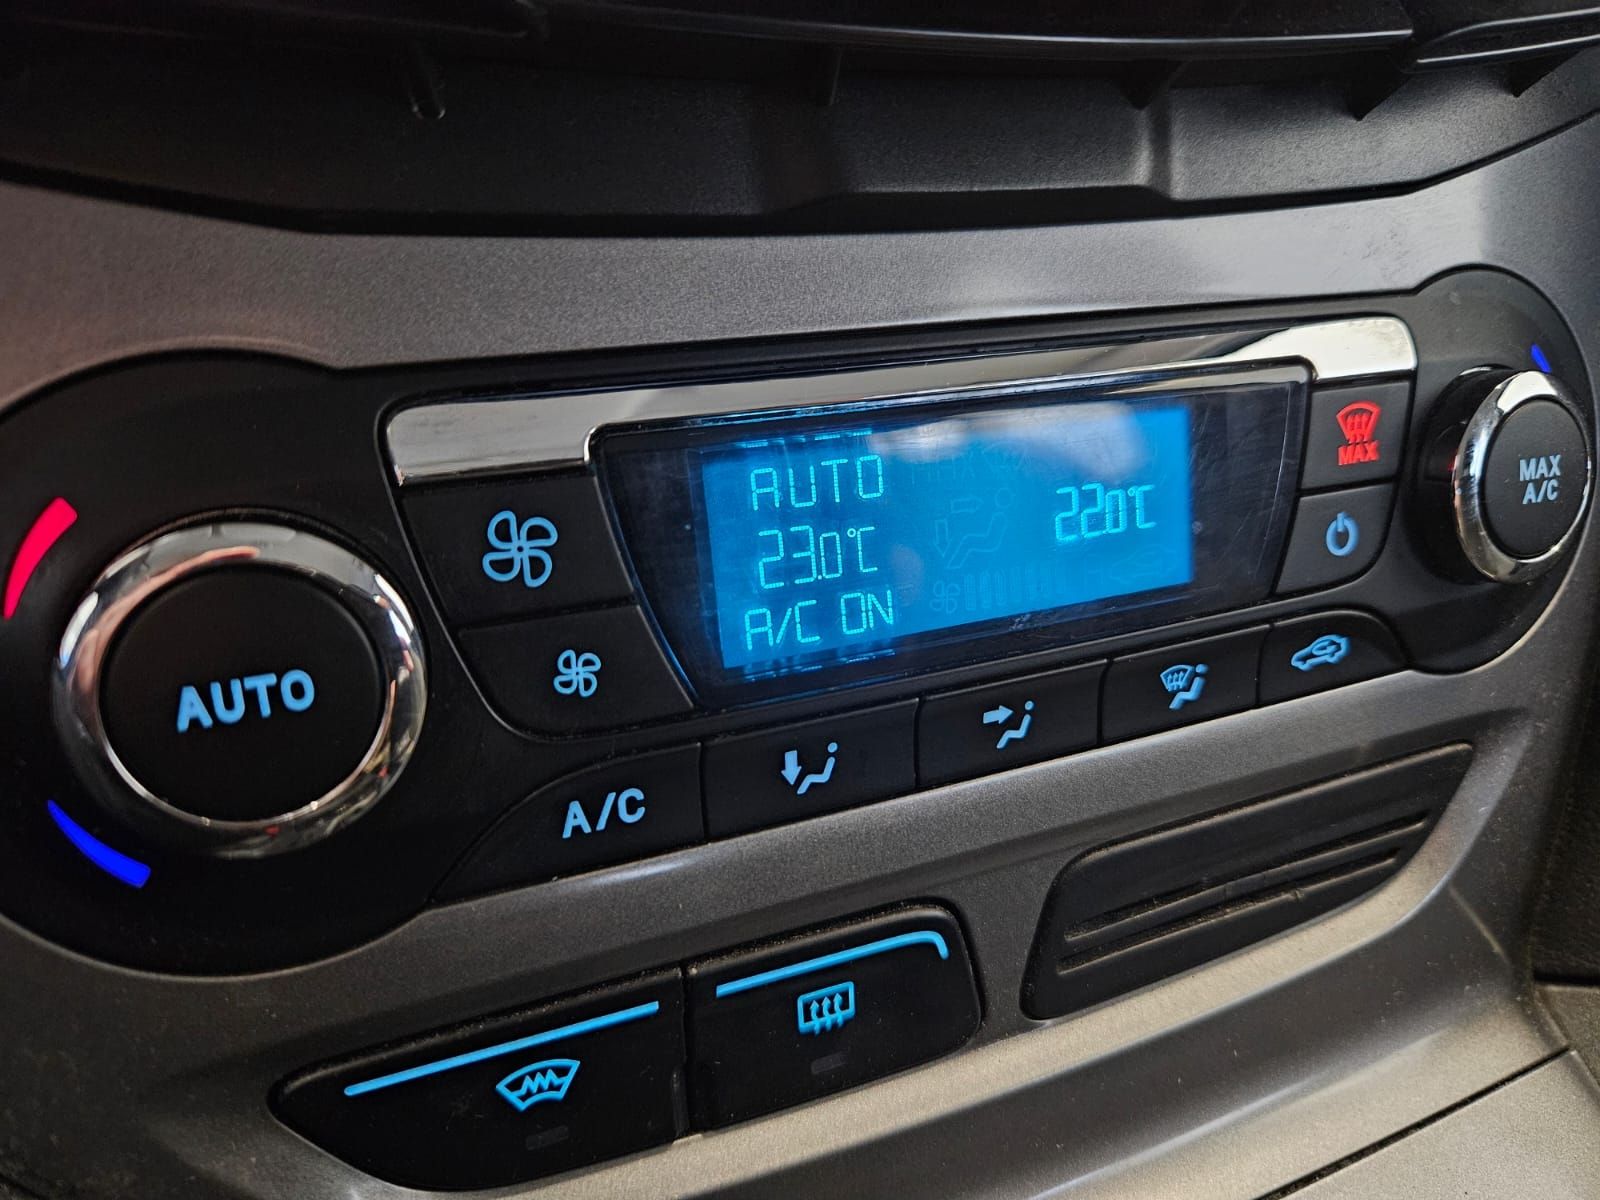 AUTO
23.0°C
A/C ON
22.0°C
MAX
MAX
A/C
AUTO
A/C